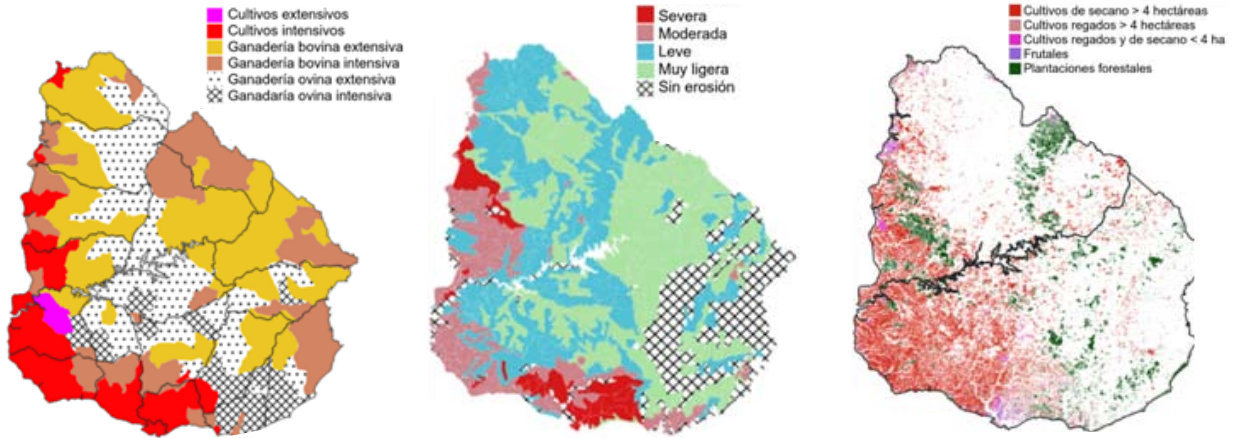 Cultivos extensivos
Cultivos intensivos
Ganadería bovina extensiva
Ganadería bovina intensiva
Ganadería ovina extensiva
Ganadaría ovina intensiva
Severa
Moderada
Leve
Muy ligera
Sin erosión
Cultivos de secano > 4 hectáreas
Cultivos regados > 4 hectáreas
Cultivos regados y de secano < 4 ha
Frutales
Plantaciones forestales